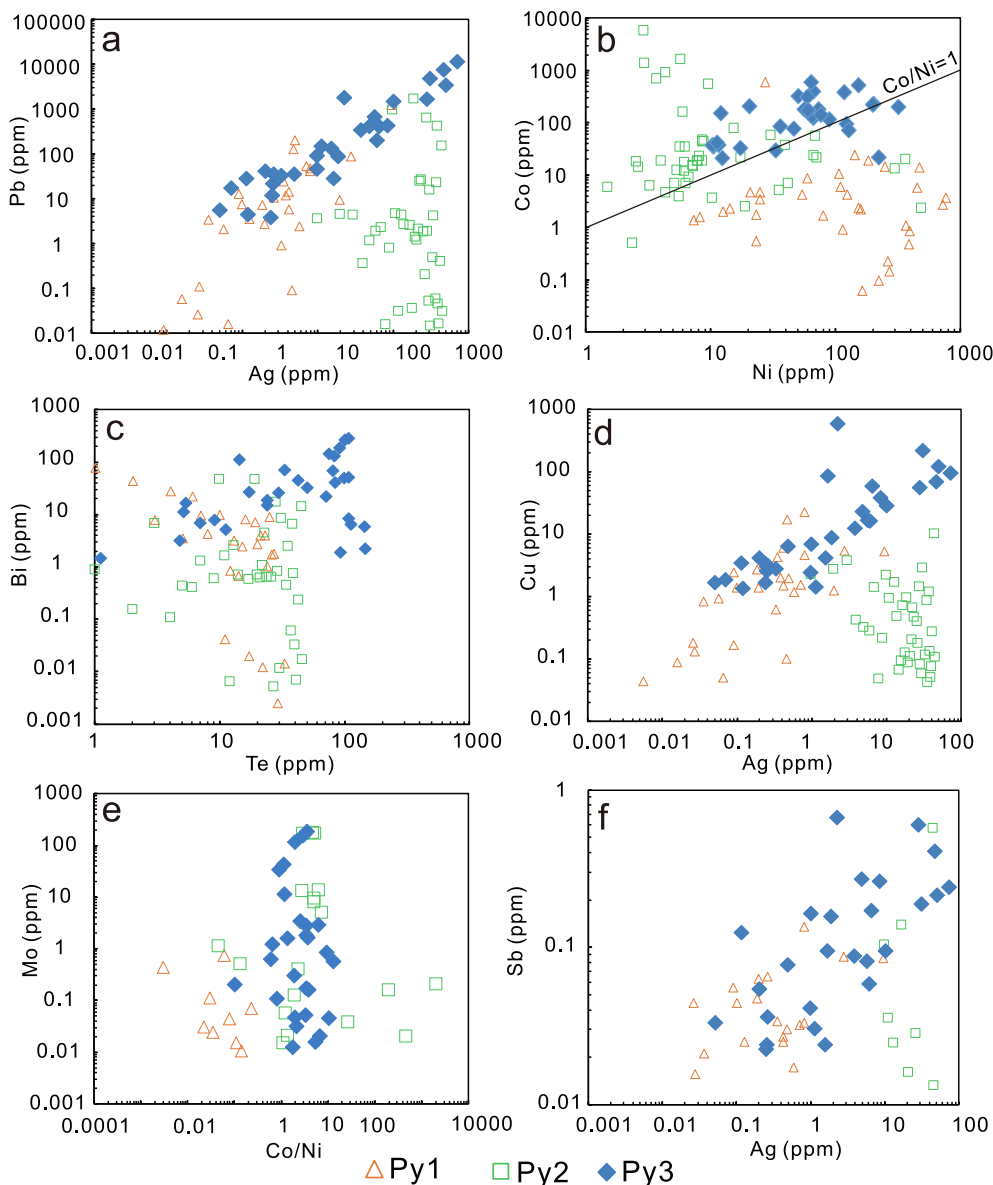 a
100000
10000
1000
100
10
1
0.1
0.01
Pb (ppm)
0.001 0.1 1 10 100 1000
Ag (ppm)
b
Co/Ni=1
10000
1000
100
10
1
0.1
0.01
Co (ppm)
1 10 100 1000
Ni (ppm)
c
1000
100
10
1
0.1
0.01
0.001
Bi (ppm)
1 10 100 1000
Te (ppm)
d
1000
100
10
1
0.1
0.01
Cu (ppm)
0.001 0.01 0.1 1 10 100
Ag (ppm)
e
1000
100
10
1
0.1
0.01
0.001
Mo (ppm)
0.0001 0.01 1 100 10000
Co/Ni
f
1
0.1
0.01
Sb (ppm)
0.001 0.01 0.1 1 10 100
Ag (ppm)
Py1 Py2 Py3